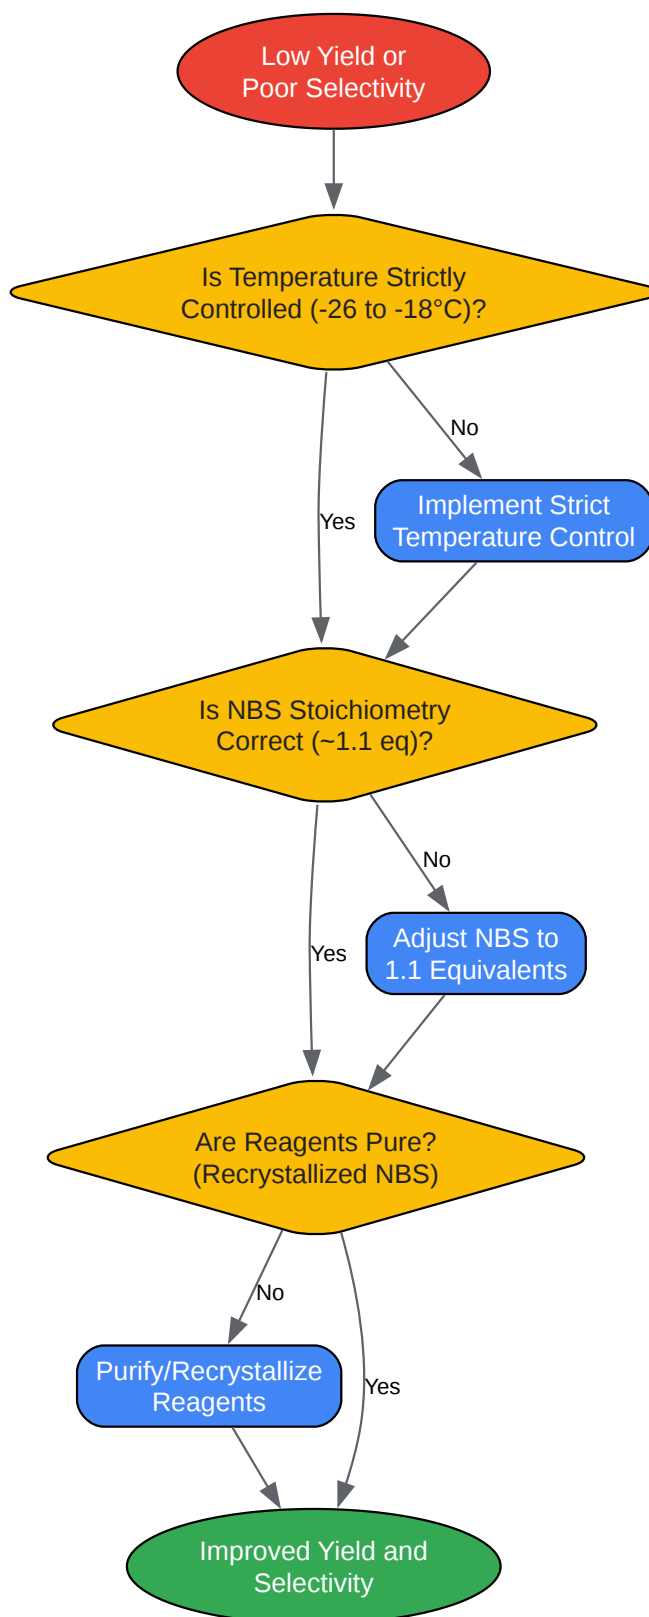 Low Yield or
Poor Selectivity
Is Temperature Strictly
Controlled (-26 to -18°C)?
No
Yes
Implement Strict
Temperature Control
Is NBS Stoichiometry
Correct (~1.1 eq)?
No
Yes
Adjust NBS to
1.1 Equivalents
Are Reagents Pure?
(Recrystallized NBS)
No
Yes
Purify/Recrystallize
Reagents
Improved Yield and
Selectivity